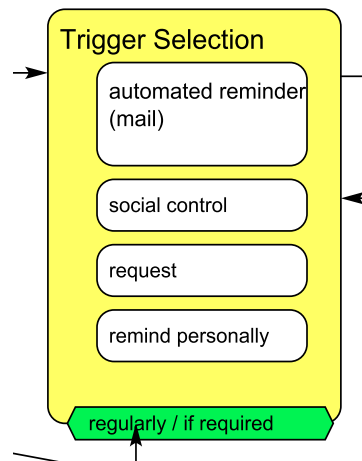 Trigger Selection
automated reminder
(mail)
social control
request
remind personally
regularly / if required